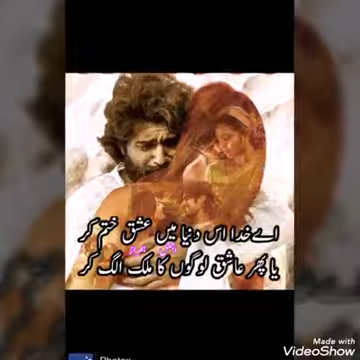 اے خدا اس دنیا میں عشق ختم کر
یا پھر عاشق لوگوں کا ملک الگ کر
Photos
Made with
VideoShow